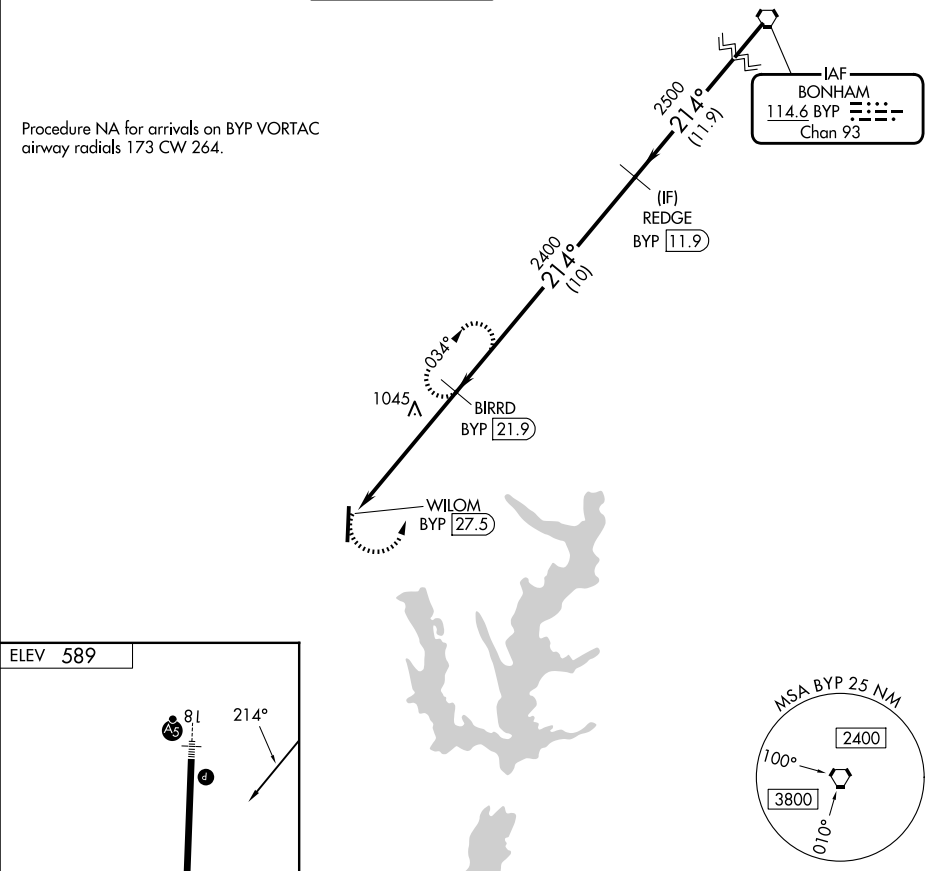 IAF
BONHAM
114.6 BYP
Chan 93
Procedure NA for arrivals on BYP VORTAC
airway radials 173 CW 264.
2500
214°
(11.9)
(IF)
REDGE
BYP 11.9
2400
214°
(10)
034°
1045
BIRRD
BYP 21.9
WILOM
BYP 27.5
ELEV 589
A5
18
214°
P
MSA BYP 25 NM
2400
100°
3800
010°